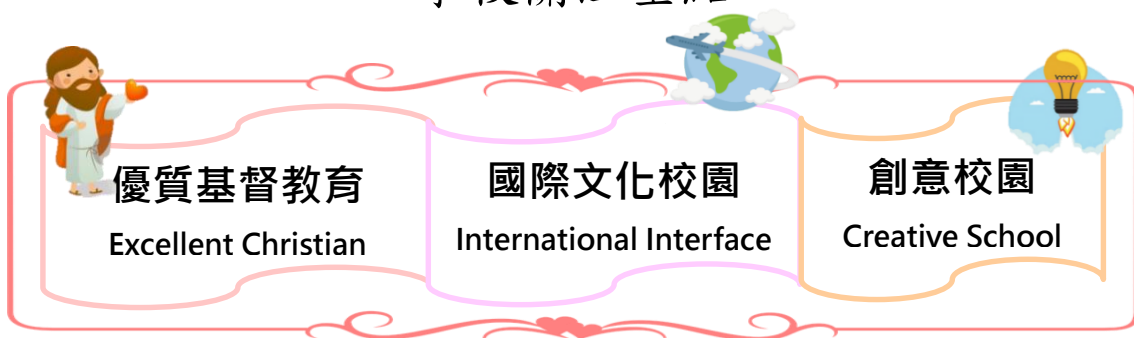 優質基督教育
Excellent Christian
國際文化校園
International Interface
創意校園
Creative School